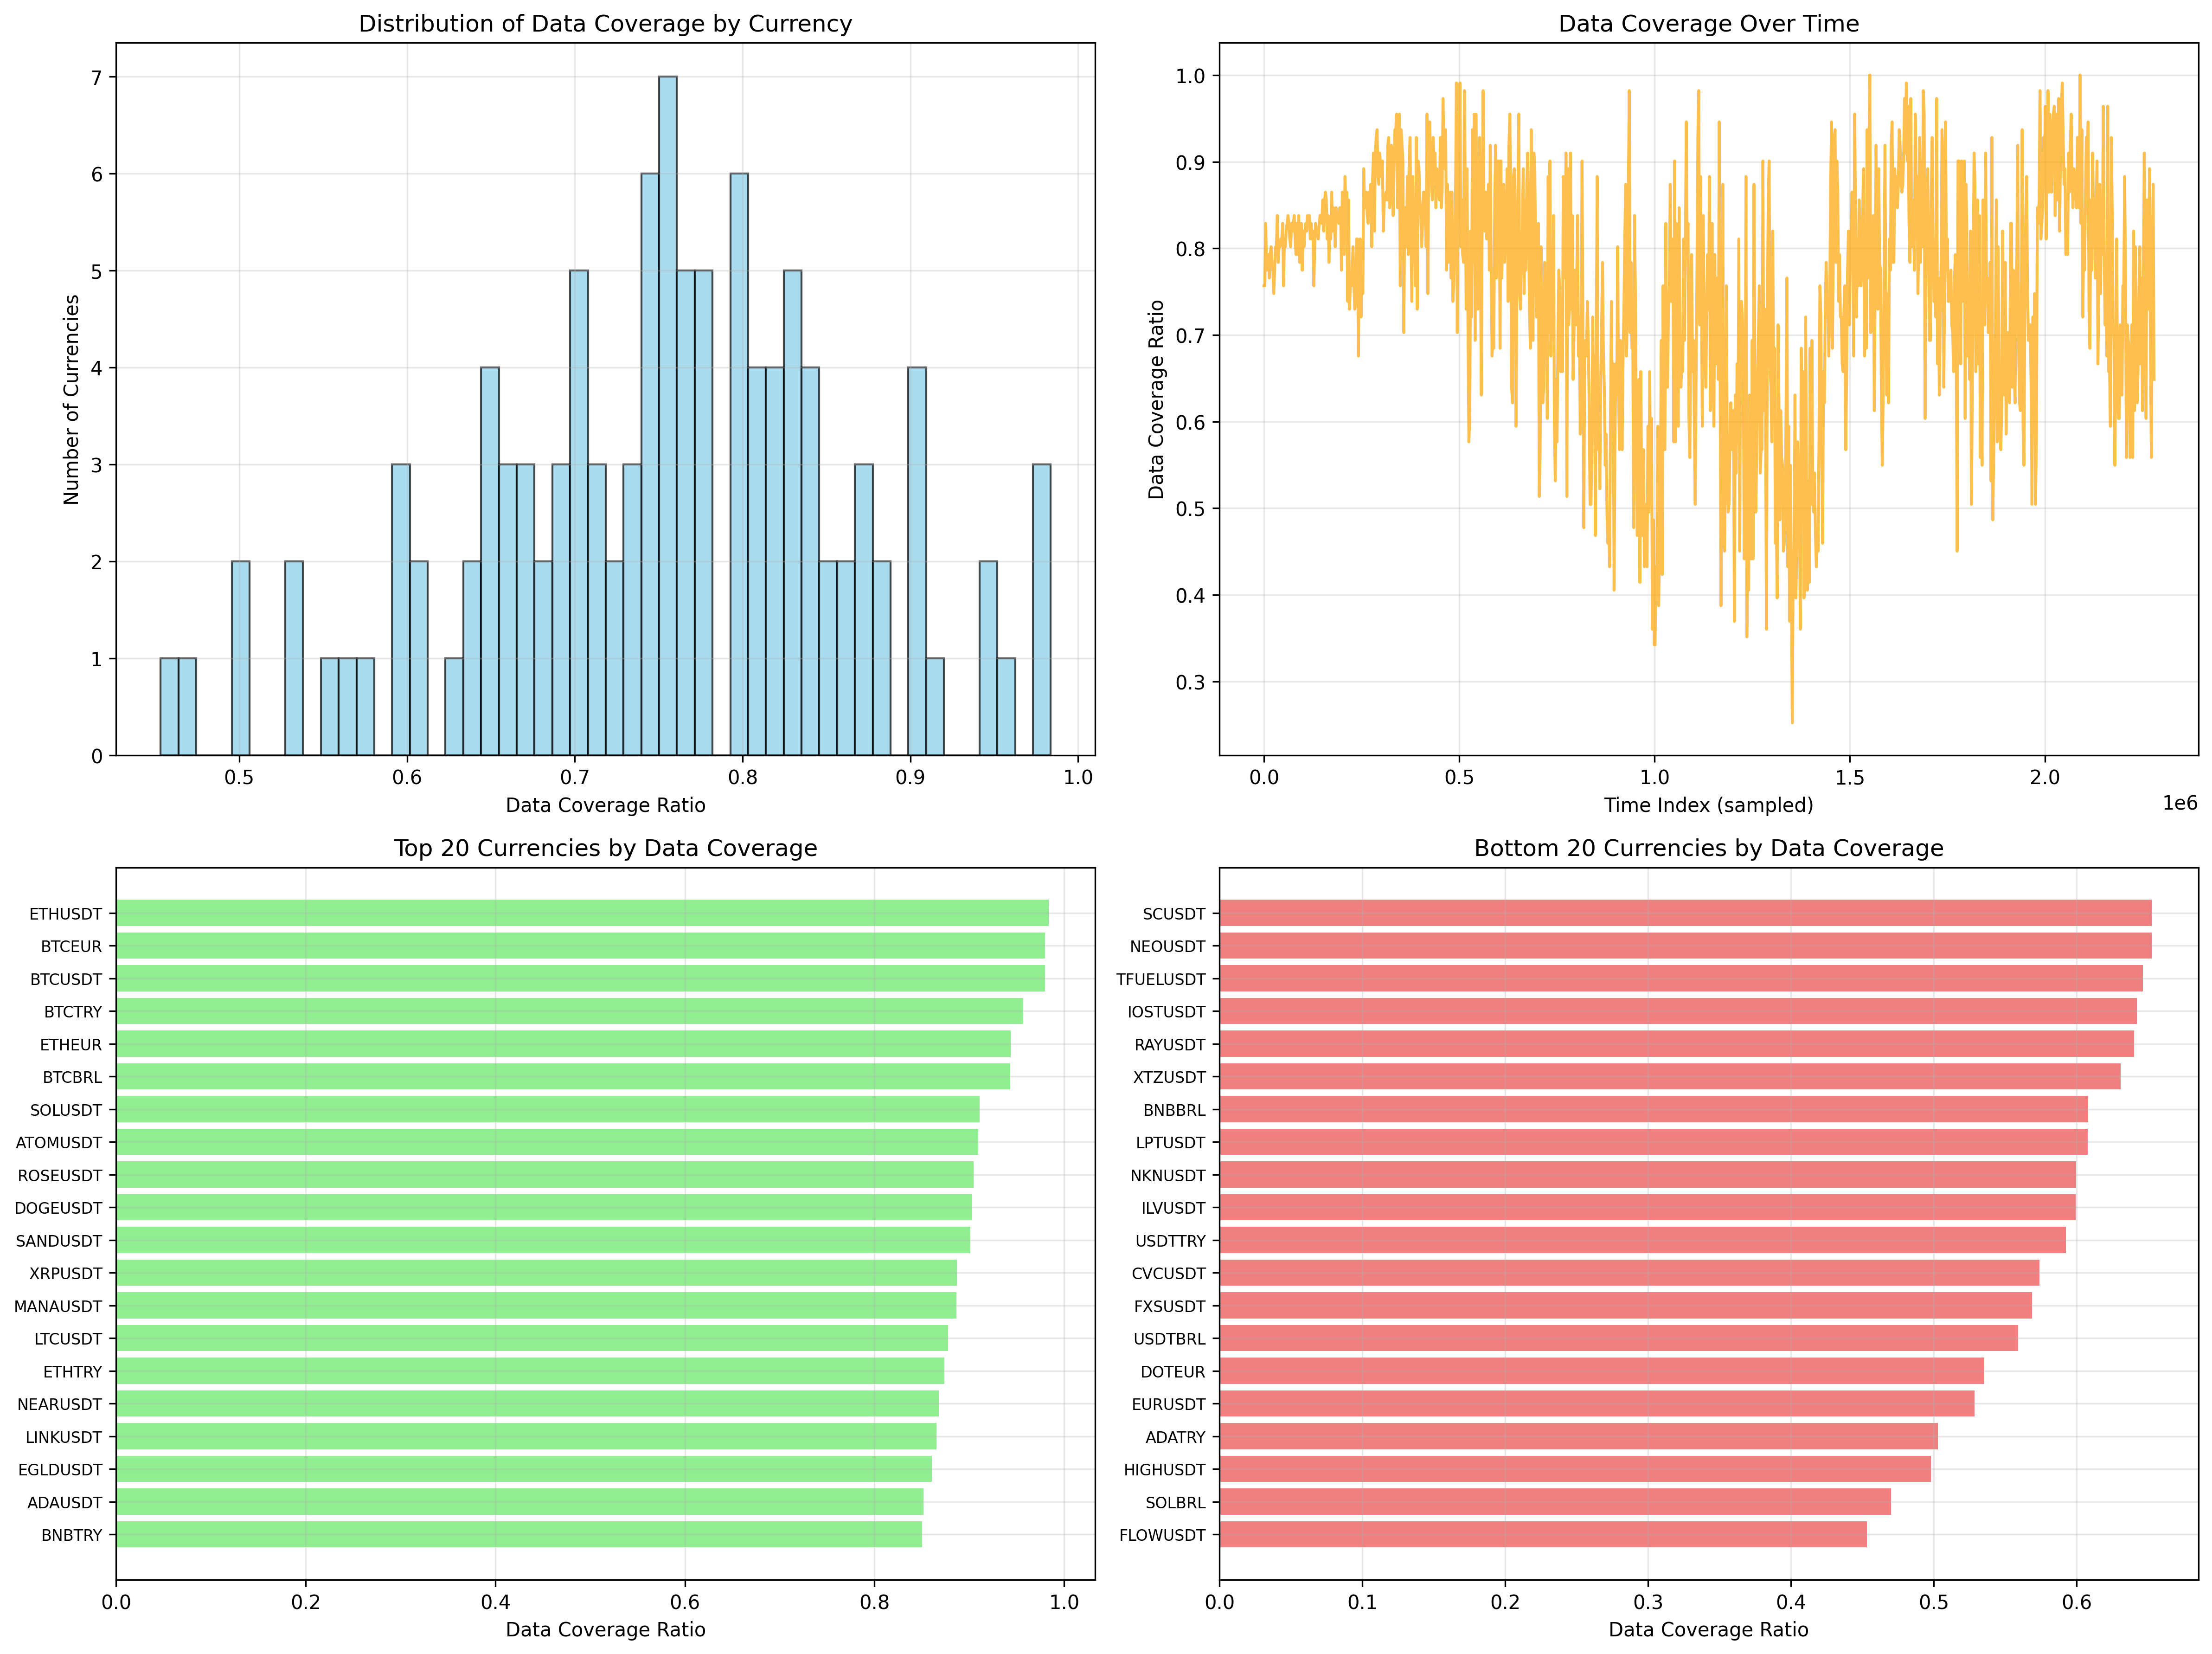 Distribution of Data Coverage by Currency
Number of Currencies
7
6
5
4
3
2
1
0
0.5 0.6 0.7 0.8 0.9 1.0
Data Coverage Ratio
Data Coverage Over Time
Data Coverage Ratio
1.0
0.9
0.8
0.7
0.6
0.5
0.4
0.3
0.0 0.5 1.0 1.5 2.0
1e6
Time Index (sampled)
Top 20 Currencies by Data Coverage
ETHUSDT
BTCEUR
BTCUSDT
BTCTRY
ETHEUR
BTCBRL
SOLUSDT
ATOMUSDT
ROSEUSDT
DOGEUSDT
SANDUSDT
XRPUSDT
MANAUSDT
LTCUSDT
ETHTRY
NEARUSDT
LINKUSDT
EGLDUSDT
ADAUSDT
BNBTRY
0.0 0.2 0.4 0.6 0.8 1.0
Data Coverage Ratio
Bottom 20 Currencies by Data Coverage
SCUSDT
NEOUSDT
TFUELUSDT
IOSTUSDT
RAYUSDT
XTZUSDT
BNBBRL
LPTUSDT
NKNUSDT
ILVUSDT
USDTTRY
CVCUSDT
FXSUSDT
USDTBRL
DOTEUR
EURUSDT
ADATRY
HIGHUSDT
SOLBRL
FLOWUSDT
0.0 0.1 0.2 0.3 0.4 0.5 0.6
Data Coverage Ratio